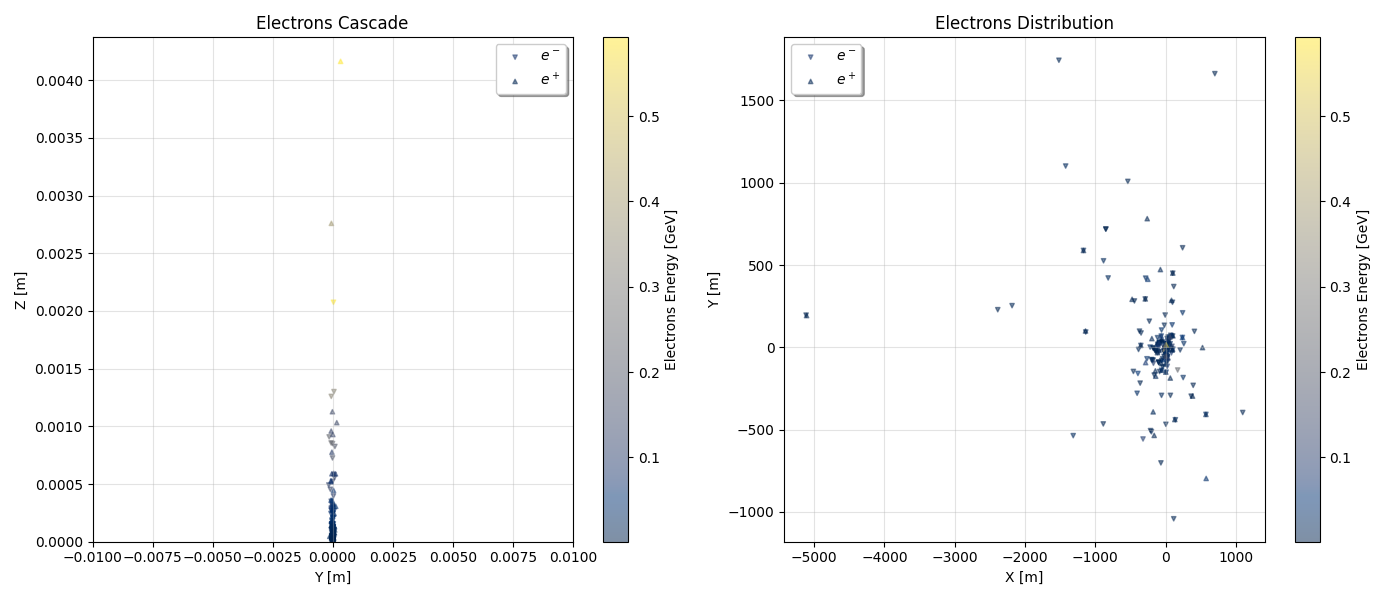 Electrons Cascade
e⁻
e⁺
0.0040
0.0035
0.0030
0.0025
0.0020
0.0015
0.0010
0.0005
0.0000
Z [m]
−0.0100 −0.0075 −0.0050 −0.0025 0.0000 0.0025 0.0050 0.0075 0.0100
Y [m]
0.5
0.4
0.3
0.2
0.1
Electrons Energy [GeV]
Electrons Distribution
e⁻
e⁺
1500
1000
500
0
−500
−1000
Y [m]
−5000 −4000 −3000 −2000 −1000 0 1000
X [m]
0.5
0.4
0.3
0.2
0.1
Electrons Energy [GeV]